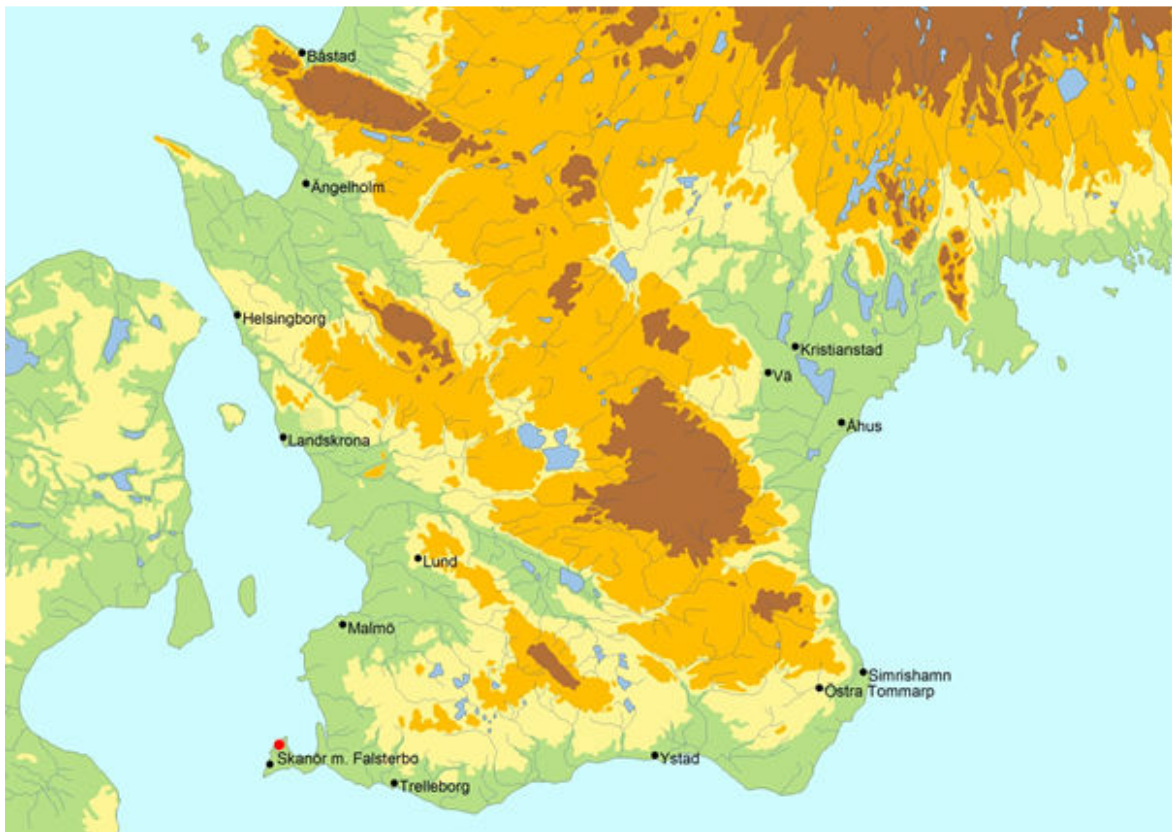 Båstad
Ängelholm
Helsingborg
Kristianstad
Vä
Åhus
Landskrona
Lund
Malmö
Simrishamn
Östra Tommarp
Skanör m. Falsterbo
Ystad
Trelleborg